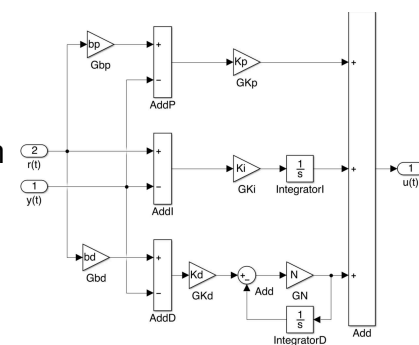 bp
Gbp
+
−
AddP
Kp
GKp
+
n
2
r(t)
1
y(t)
+
−
AddI
Ki
GKi
1
s
IntegratorI
+
1
u(t)
bd
Gbd
+
−
AddD
Kd
GKd
+
−
Add
N
GN
1
s
IntegratorD
+
Add